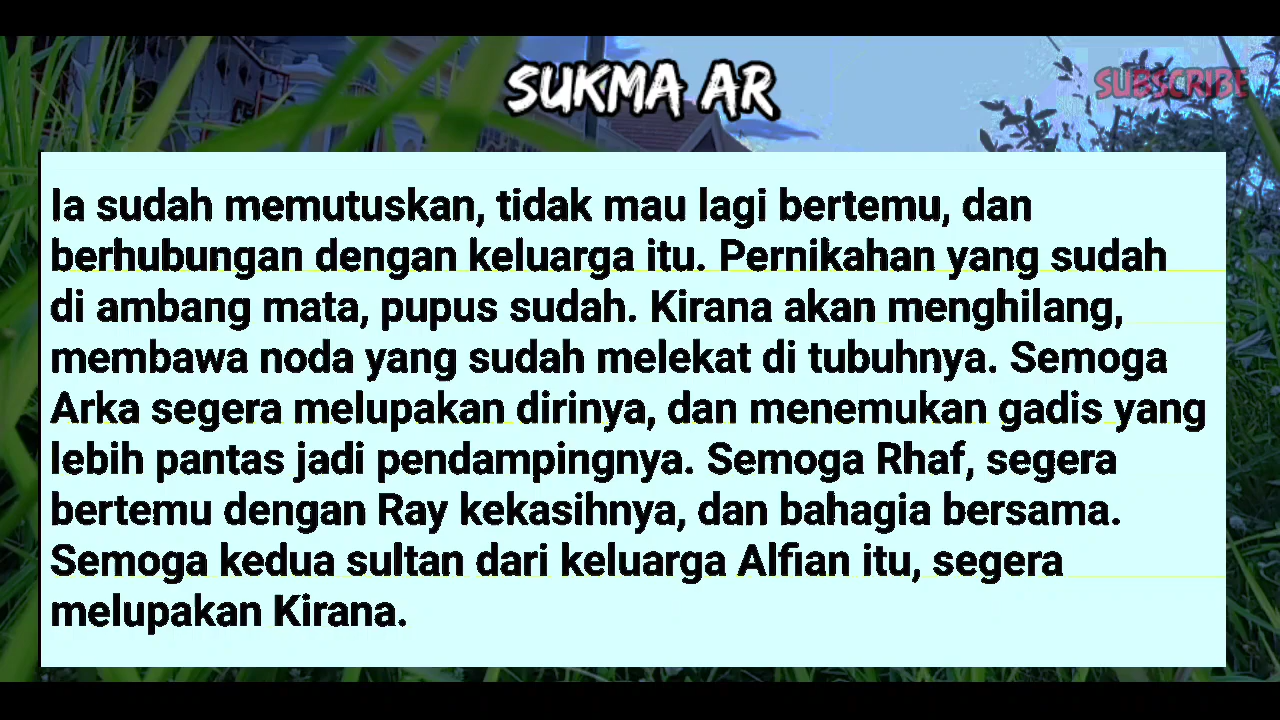 SUKMA AR
SUBSCRIBE
Ia sudah memutuskan, tidak mau lagi bertemu, dan
berhubungan dengan keluarga itu. Pernikahan yang sudah
di ambang mata, pupus sudah. Kirana akan menghilang,
membawa noda yang sudah melekat di tubuhnya. Semoga
Arka segera melupakan dirinya, dan menemukan gadis yang
lebih pantas jadi pendampingnya. Semoga Rhaf, segera
bertemu dengan Ray kekasihnya, dan bahagia bersama.
Semoga kedua sultan dari keluarga Alfian itu, segera
melupakan Kirana.